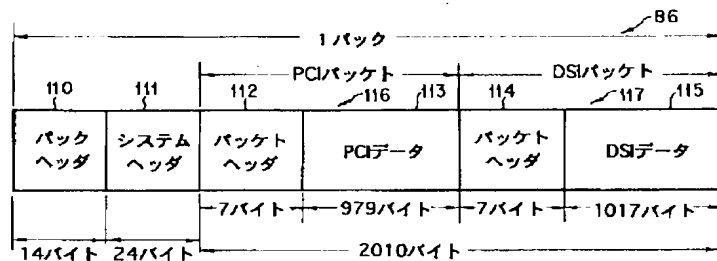 86
1パック
PCIパケット
DSIパケット
110
111
112
116
113
114
117
115
パック
ヘッダ
システム
ヘッダ
パケット
ヘッダ
PCIデータ
パケット
ヘッダ
DSIデータ
7バイト
979バイト
7バイト
1017バイト
14バイト
24バイト
2010バイト